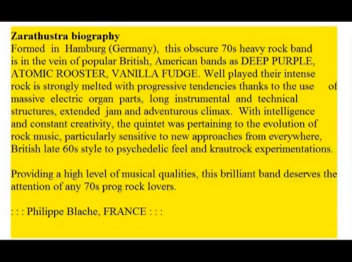 Zarathustra biography
Formed in Hamburg (Germany), this obscure 70s heavy rock band
is in the vein of popular British, American bands as DEEP PURPLE,
ATOMIC ROOSTER, VANILLA FUDGE. Well played their intense
rock is strongly melted with progressive tendencies thanks to the use of
massive electric organ parts, long instrumental and technical
structures, extended jam and adventurous climax. With intelligence
and constant creativity, the quintet was pertaining to the evolution of
rock music, particularly sensitive to new approaches from everywhere,
British late 60s style to psychedelic feel and krautrock experimentations.
Providing a high level of musical qualities, this brilliant band deserves the
attention of any 70s prog rock lovers.
: : : Philippe Blache, FRANCE : : :